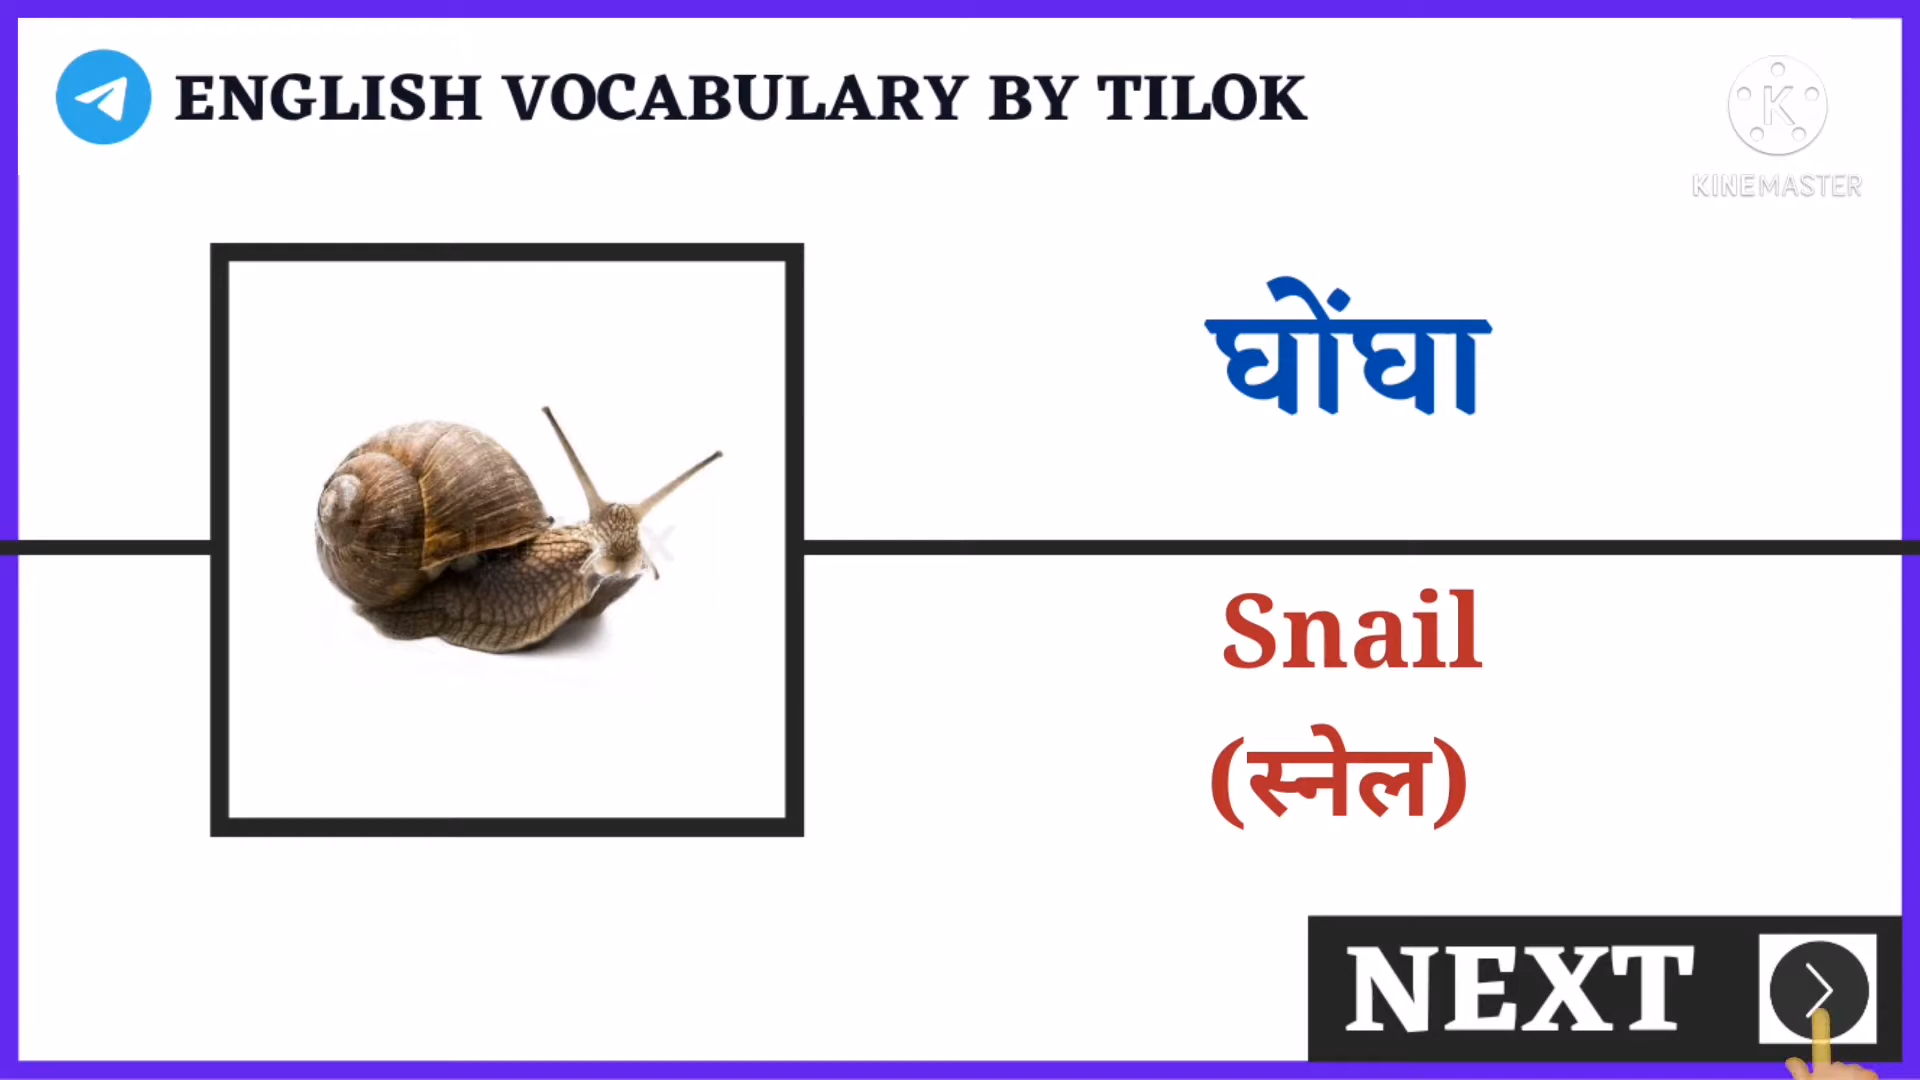 ENGLISH VOCABULARY BY TILOK
KINEMASTER
घोंघा
Snail
(स्नेल)
NEXT